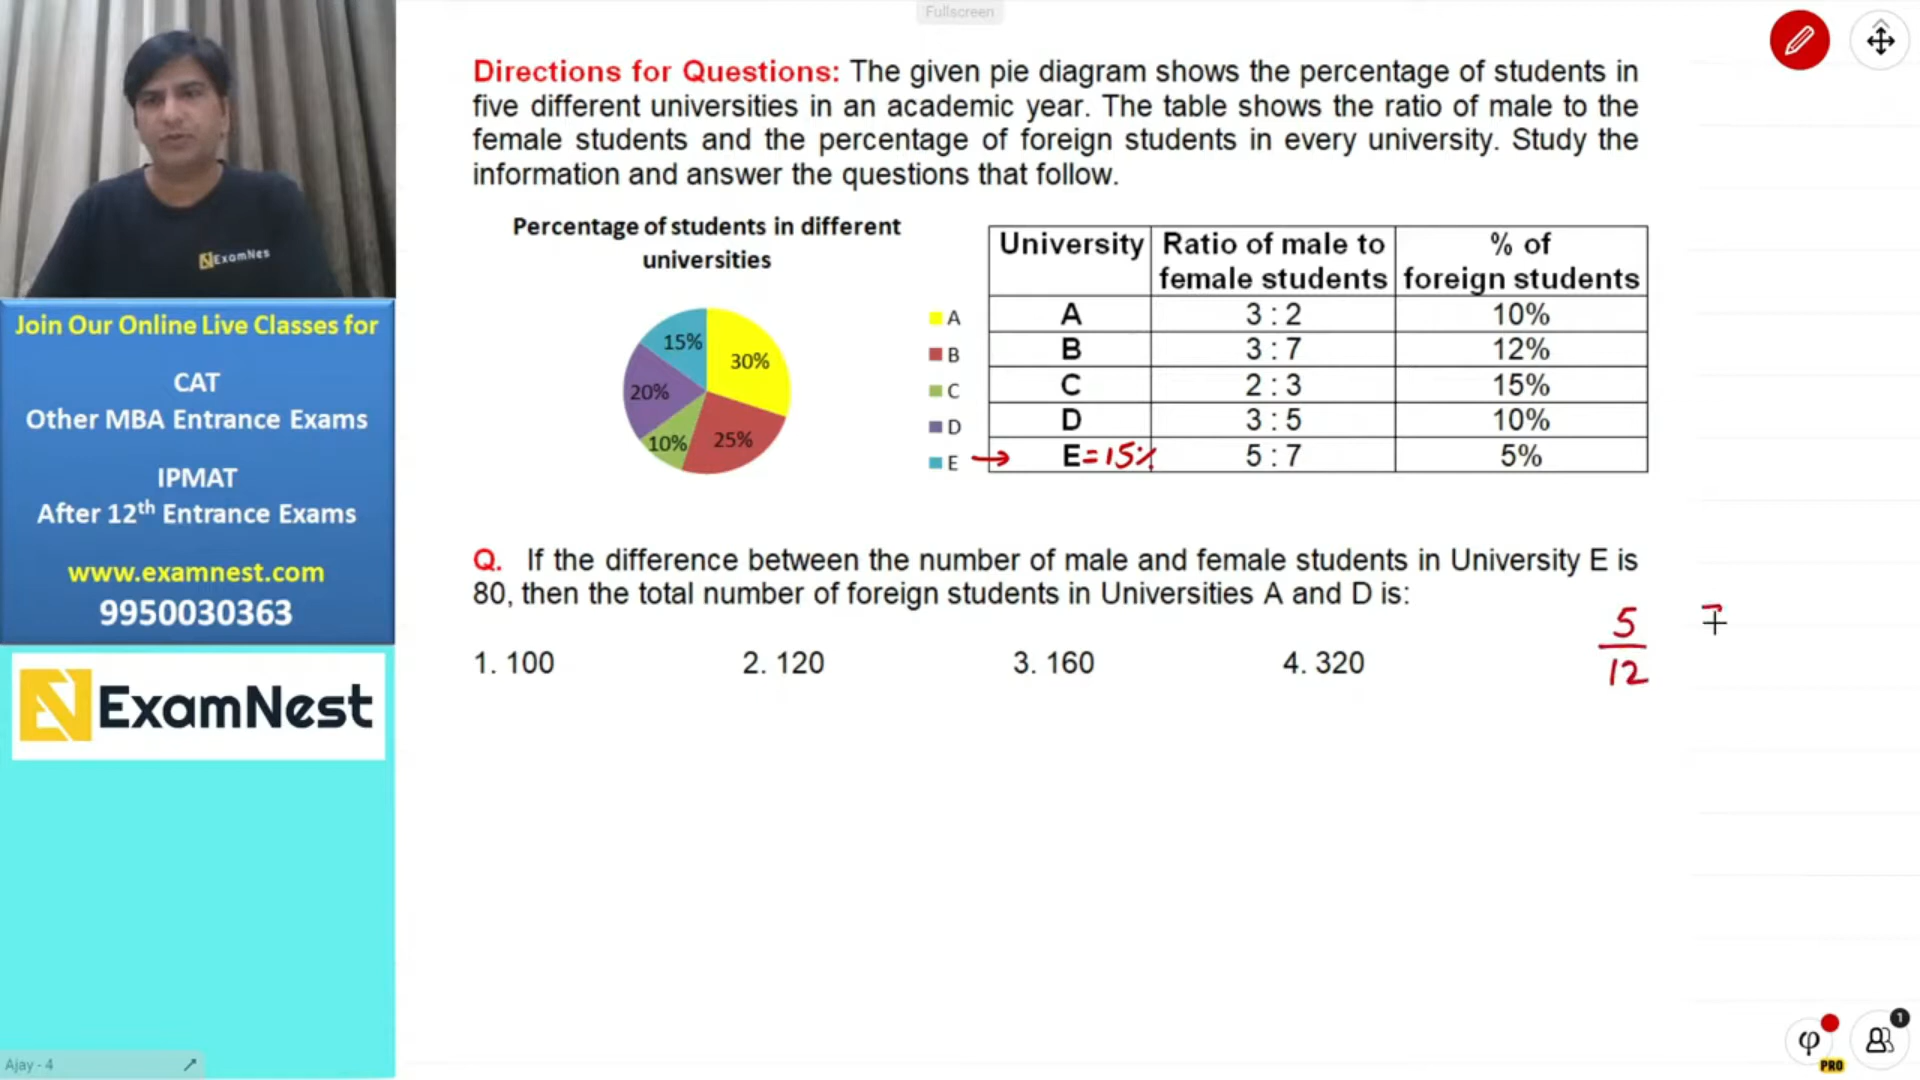 Fullscreen
Directions for Questions: The given pie diagram shows the percentage of students in
five different universities in an academic year. The table shows the ratio of male to the
female students and the percentage of foreign students in every university. Study the
information and answer the questions that follow.
ExamNes
Join Our Online Live Classes for
CAT
Other MBA Entrance Exams
IPMAT
After 12th Entrance Exams
www.examnest.com
9950030363
ExamNest
Percentage of students in different
universities
15%
30%
20%
10%
25%
A
B
C
D
E
University Ratio of male to female students % of foreign students
A 3 : 2 10%
B 3 : 7 12%
C 2 : 3 15%
D 3 : 5 10%
E = 15% 5 : 7 5%
Q. If the difference between the number of male and female students in University E is
80, then the total number of foreign students in Universities A and D is:
1. 100 2. 120 3. 160 4. 320
5
12
7
Ajay - 4
φ
PRO
1